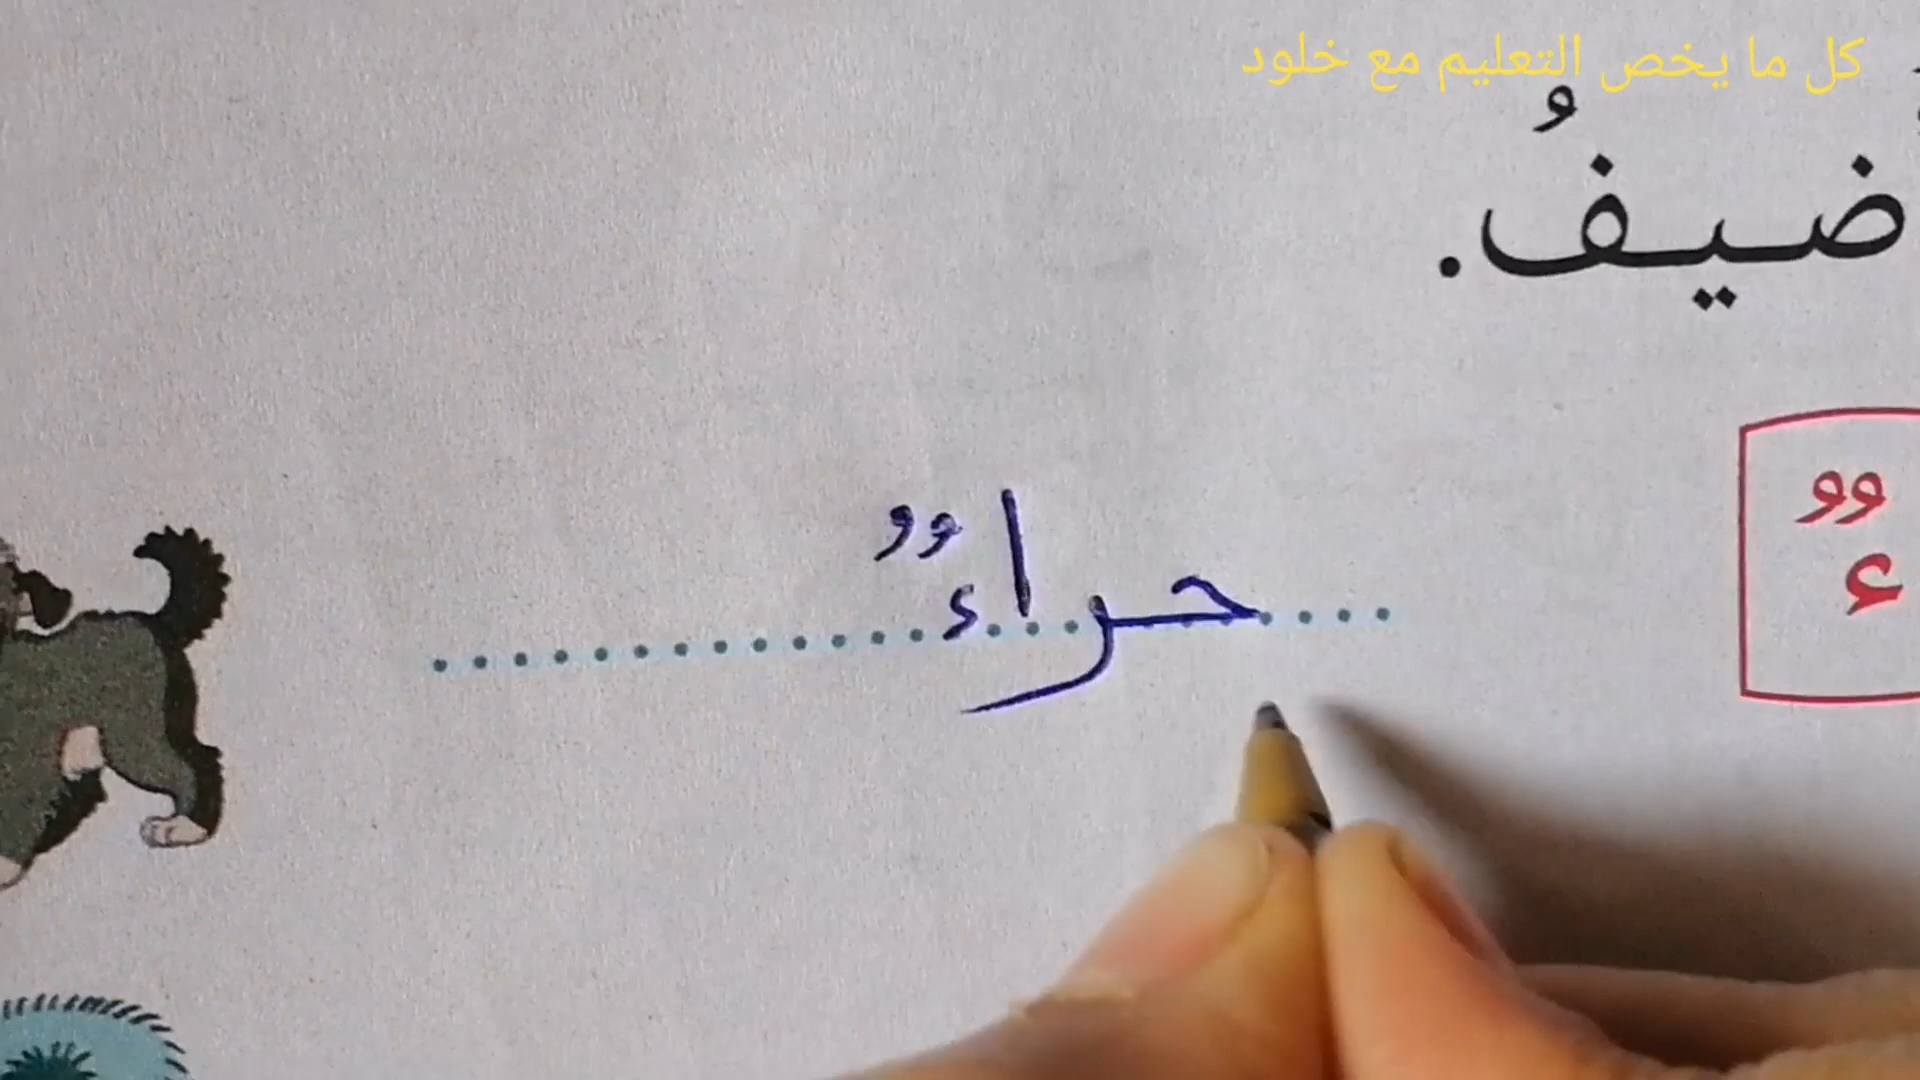 كل ما يخص التعليم مع خلود
ضيفُ.
حراءٌ
ءٌ